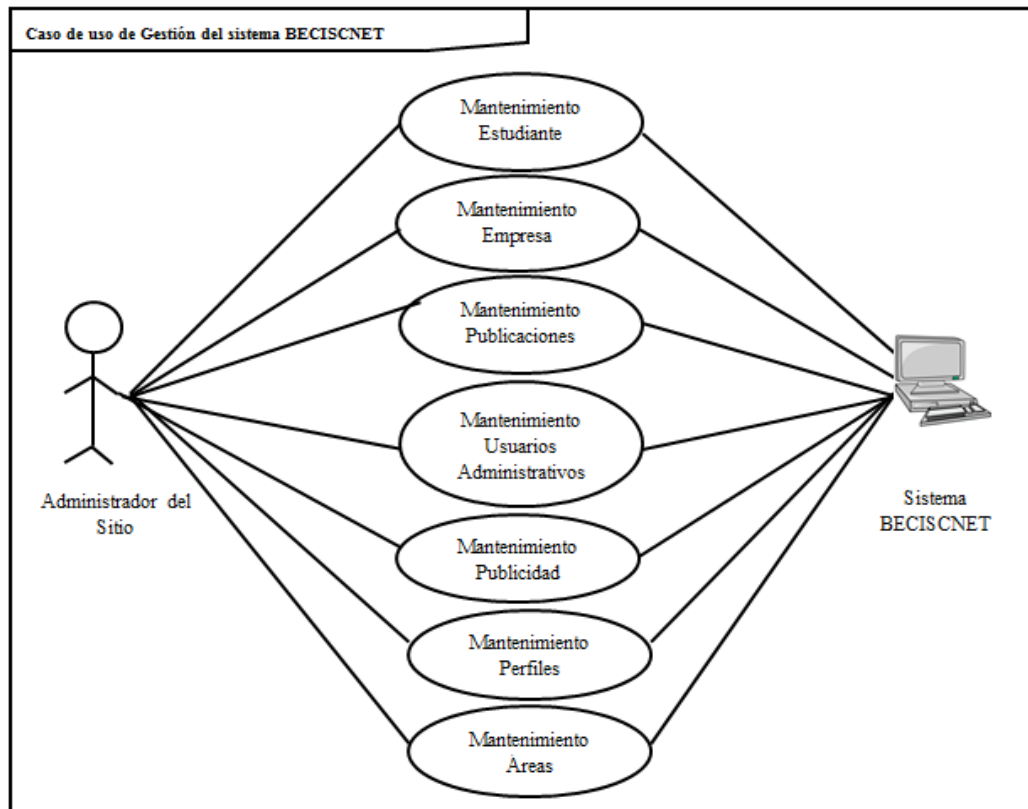 Caso de uso de Gestión del sistema BECISCNET
Mantenimiento
Estudiante
Mantenimiento
Empresa
Mantenimiento
Publicaciones
Mantenimiento
Usuarios
Administrativos
Mantenimiento
Publicidad
Mantenimiento
Perfiles
Mantenimiento
Àreas
Administrador del
Sitio
Sistema
BECISCNET